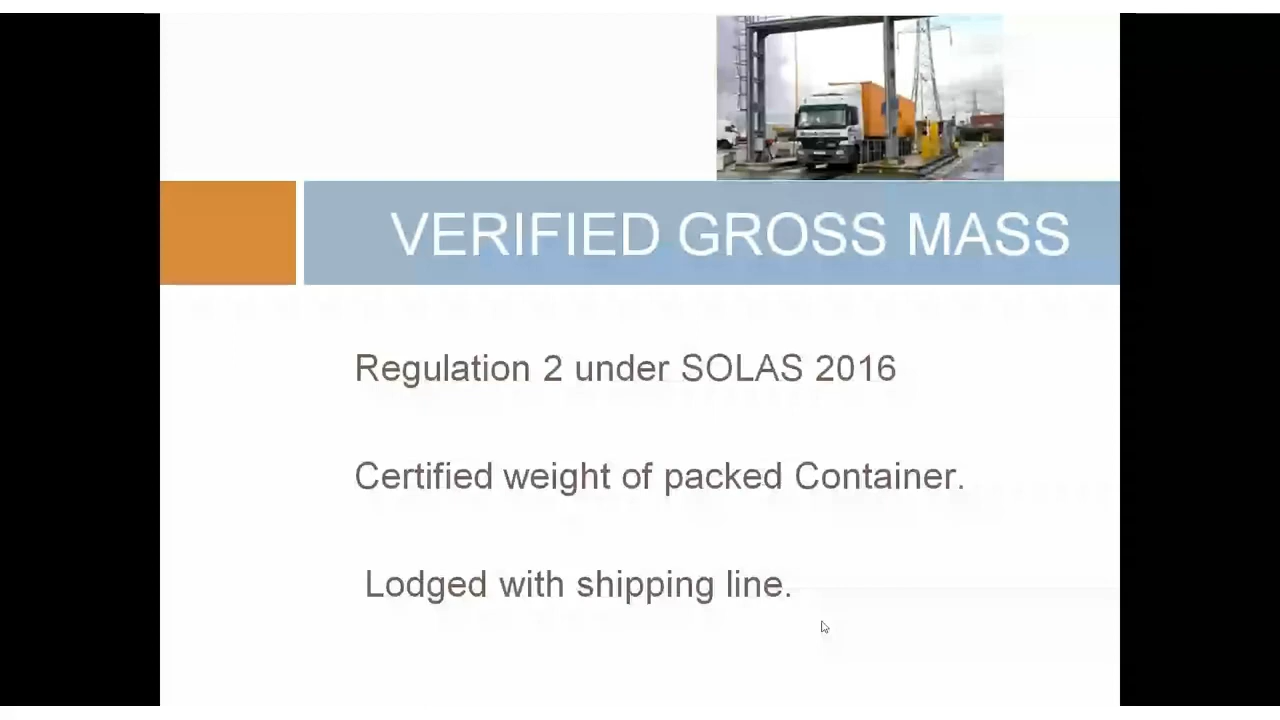 VERIFIED GROSS MASS
Regulation 2 under SOLAS 2016
Certified weight of packed Container.
Lodged with shipping line.